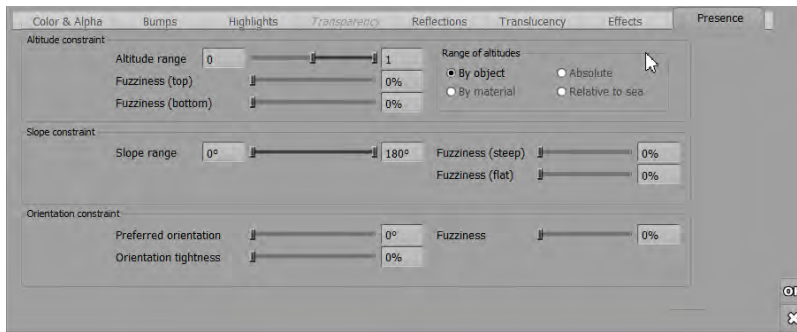 Color & Alpha Bumps Highlights Transparency Reflections Translucency Effects Presence
Altitude constraint
Altitude range 0 1
Fuzziness (top) 0%
Fuzziness (bottom) 0%
Range of altitudes
By object Absolute
By material Relative to sea
Slope constraint
Slope range 0° 180° Fuzziness (steep) 0%
Fuzziness (flat) 0%
Orientation constraint
Preferred orientation 0° Fuzziness 0%
Orientation tightness 0%